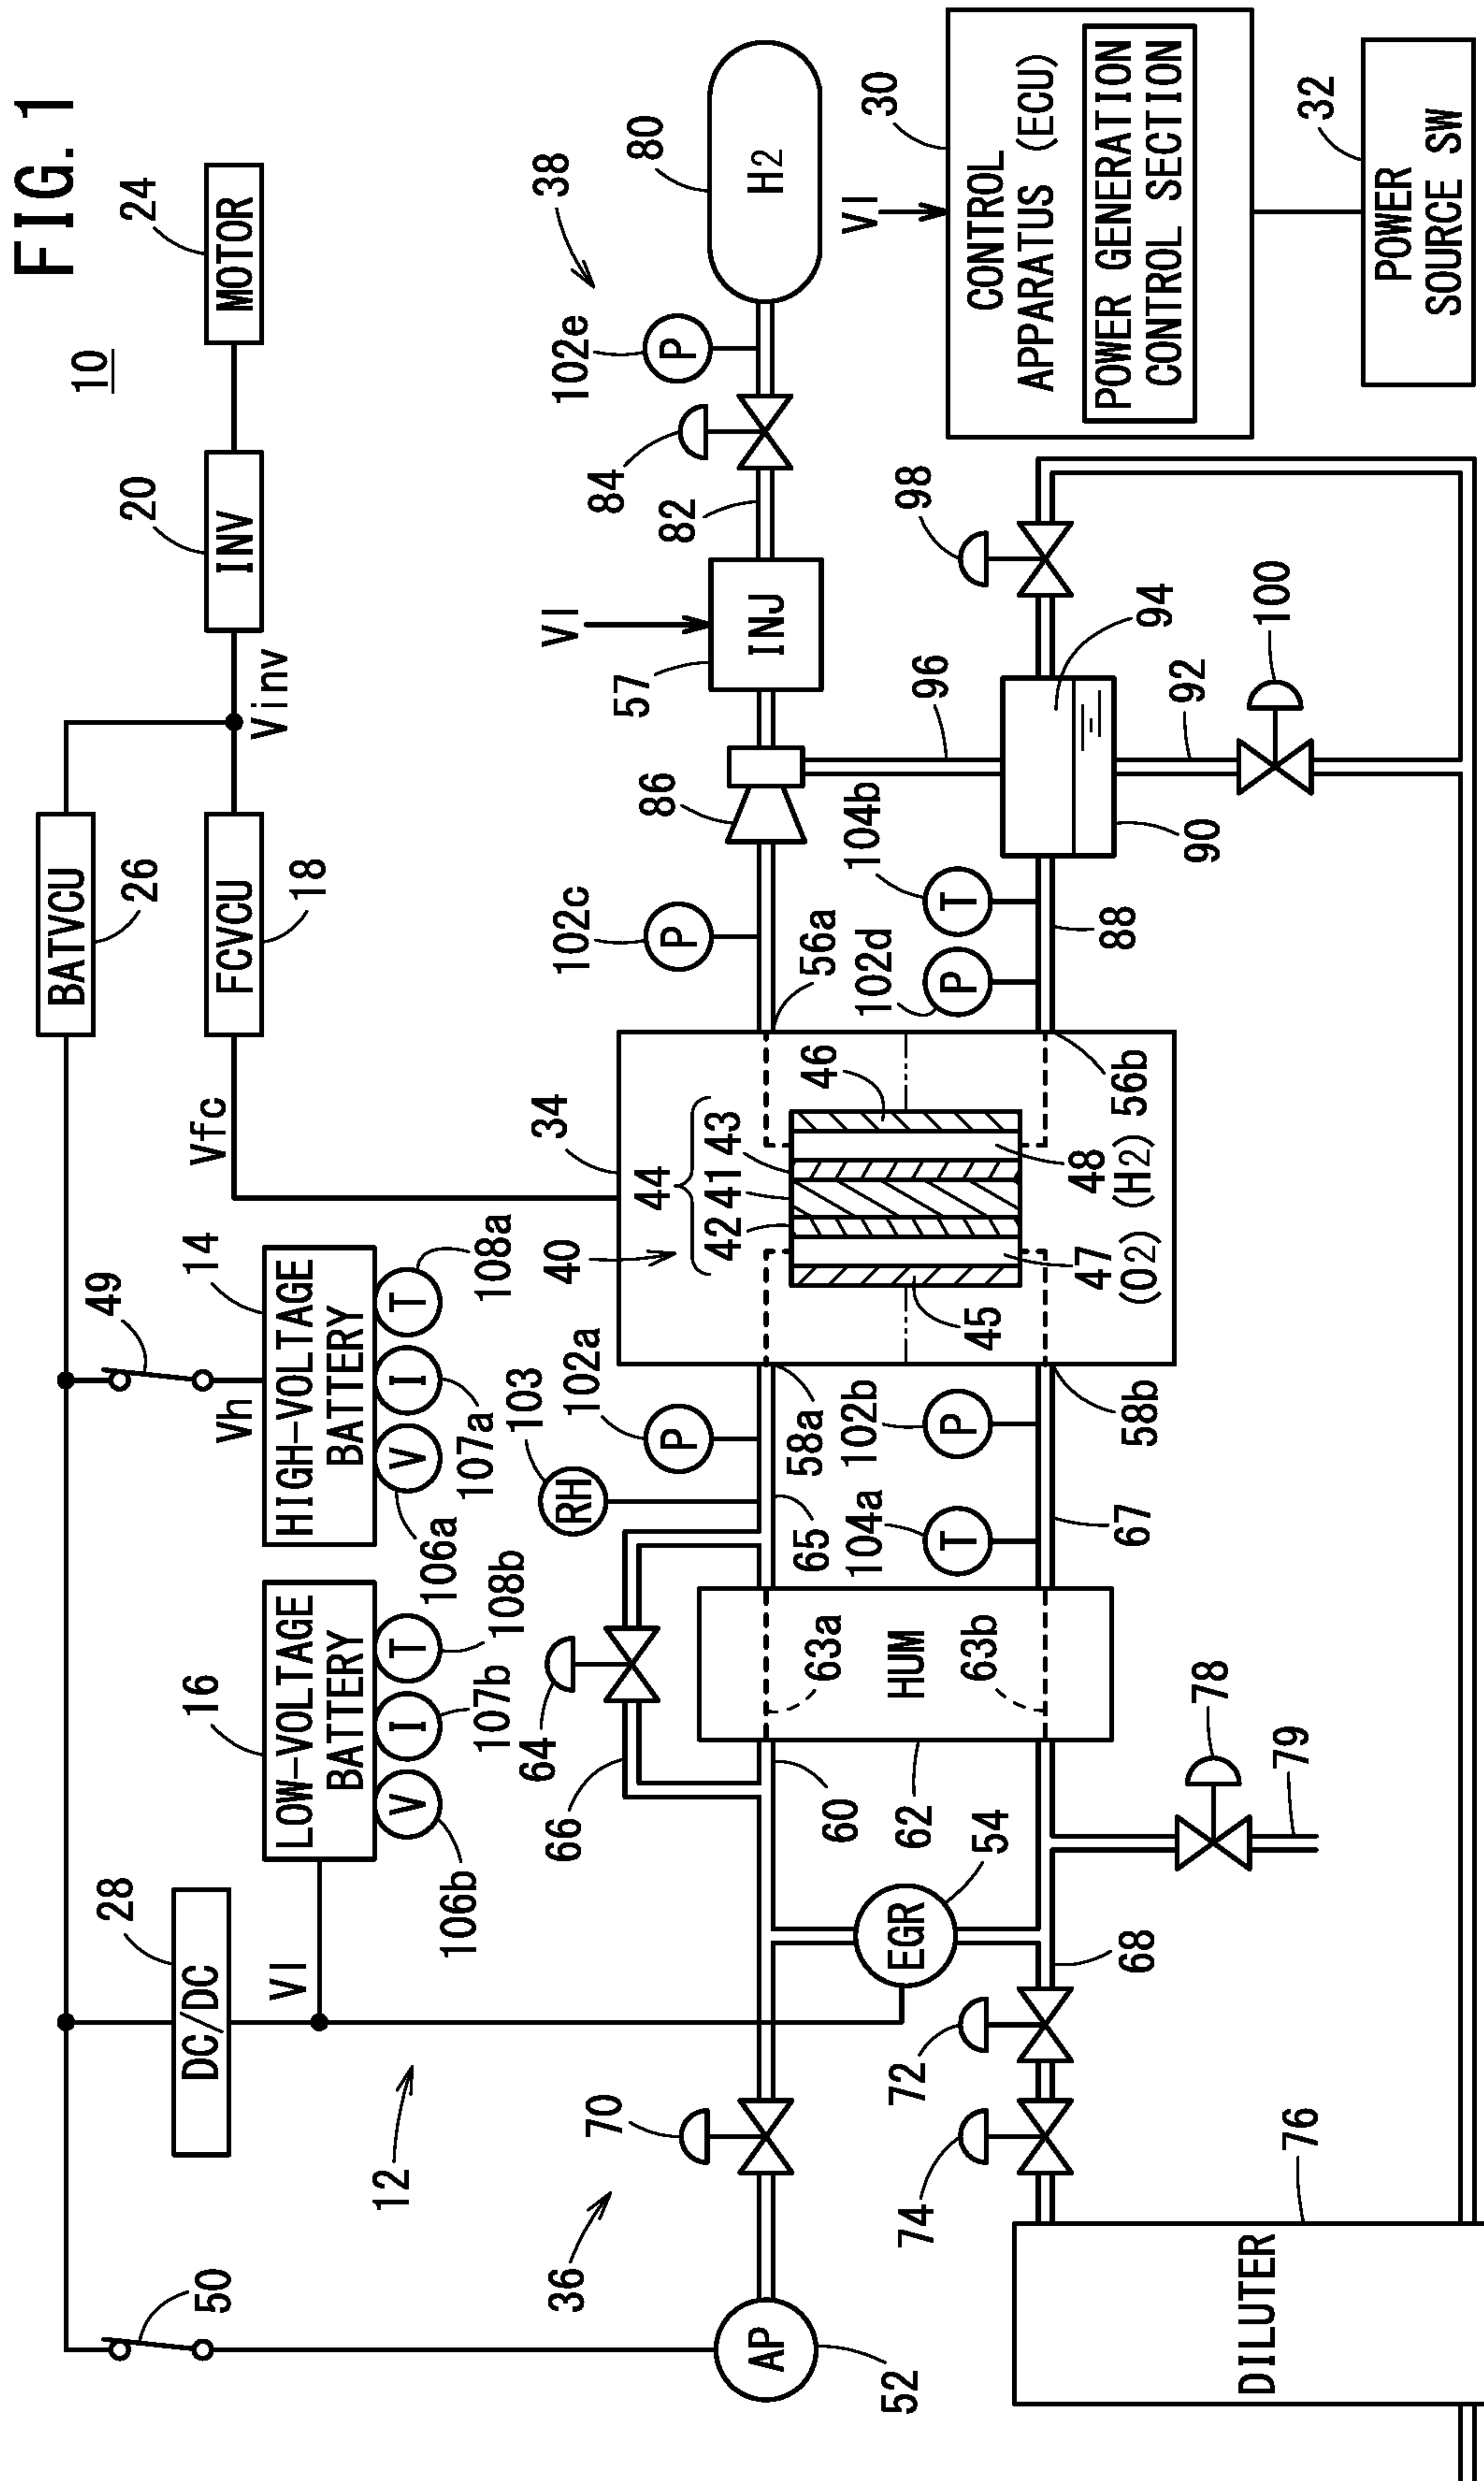 FIG. 1
10
24
MOTOR
20
INV
Vinv
BATVCU
26
FCVCU
18
Vfc
49
14
Vh
HIGH-VOLTAGE
BATTERY
V
I
T
106a
107a
108a
16
LOW-VOLTAGE
BATTERY
V
I
T
106b
107b
108b
28
DC/DC
Vl
12
50
36
AP
52
70
66
64
60
RH
103
P
102a
65
58a
34
40
44
42
41
43
46
45
47
(O2)
48
(H2)
56a
56b
58b
P
102c
86
57
INJ
Vl
82
84
P
102e
38
80
H2
Vl
30
CONTROL
APPARATUS (ECU)
POWER GENERATION
CONTROL SECTION
32
POWER
SOURCE SW
98
100
94
96
92
90
88
T
104b
P
102d
P
102b
T
104a
67
63a
HUM
63b
62
EGR
54
68
78
79
72
74
76
DILUTER